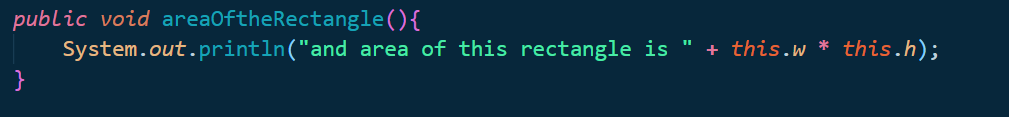 public void areaOftheRectangle(){
    System.out.println("and area of this rectangle is " + this.w * this.h);
}